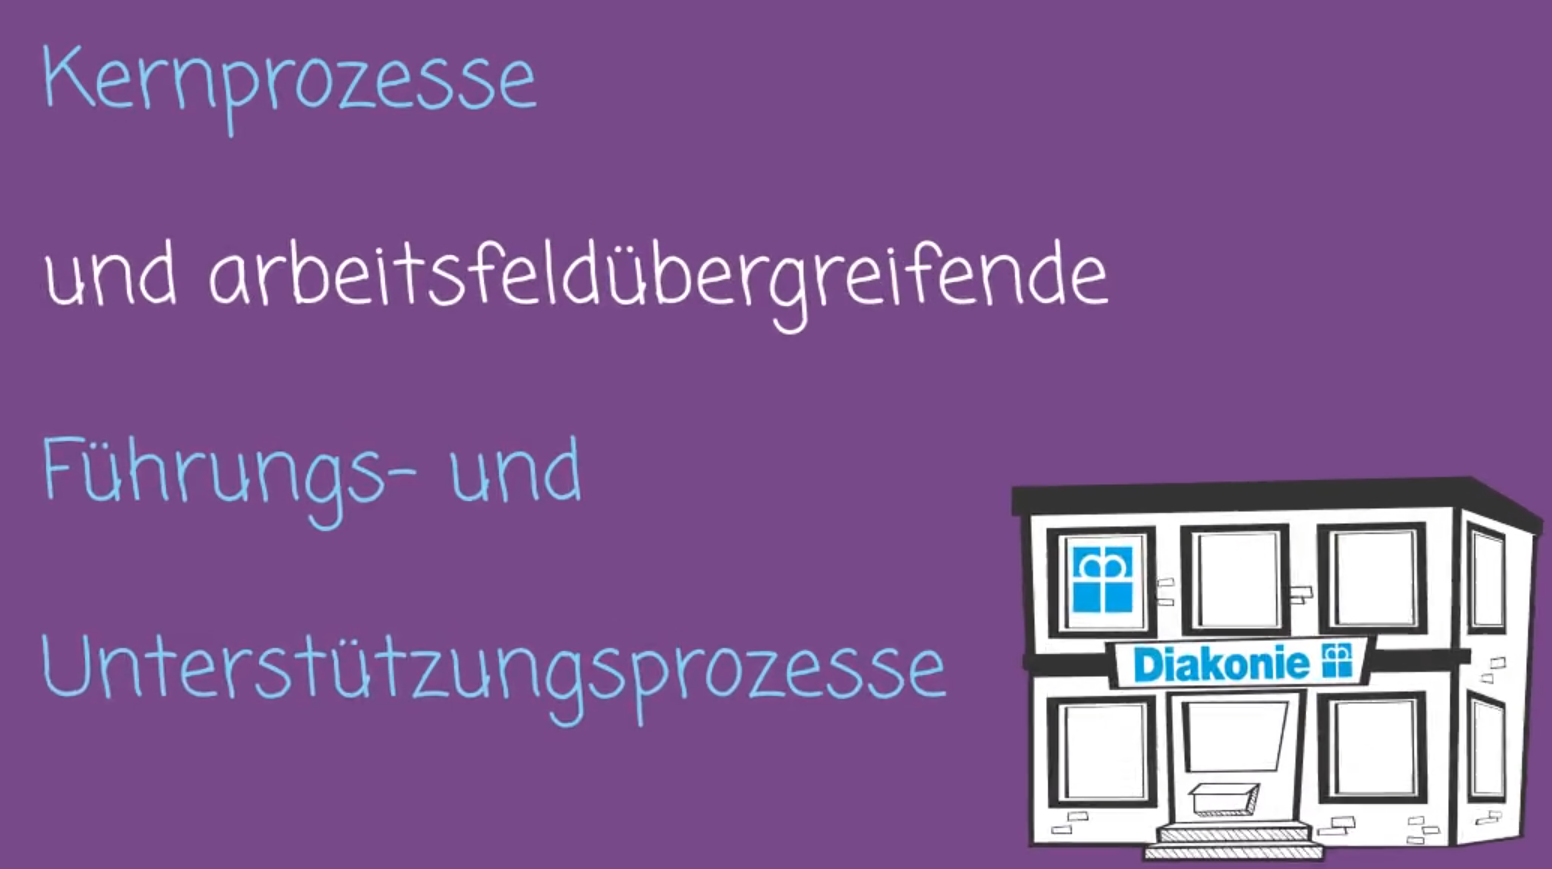 Kernprozesse
und arbeitsfeldübergreifende
Führungs- und
Unterstützungsprozesse
Diakonie